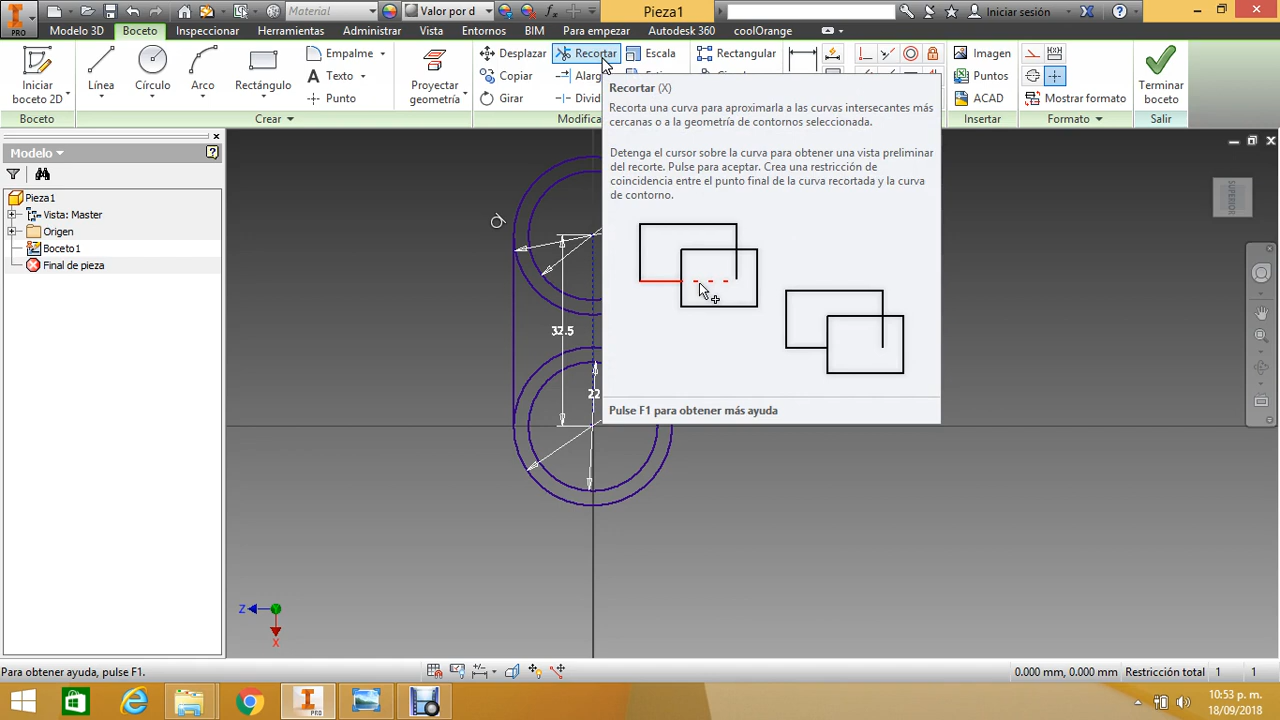 Material
Valor por d
Pieza1
Iniciar sesión
PRO
Modelo 3D
Boceto
Inspeccionar
Herramientas
Administrar
Vista
Entornos
BIM
Para empezar
Autodesk 360
coolOrange
Iniciar
boceto 2D
Línea
Círculo
Arco
Rectángulo
Empalme
Texto
Punto
Proyectar
geometría
Desplazar
Copiar
Girar
Recortar
Alarg
Divid
Escala
Rectangular
Imagen
Puntos
ACAD
Mostrar formato
Terminar
boceto
Boceto
Crear
Modifica
Insertar
Formato
Salir
Recortar (X)
Recorta una curva para aproximarla a las curvas intersecantes más
cercanas o a la geometría de contornos seleccionada.
Detenga el cursor sobre la curva para obtener una vista preliminar
del recorte. Pulse para aceptar. Crea una restricción de
coincidencia entre el punto final de la curva recortada y la curva
de contorno.
Pulse F1 para obtener más ayuda
Modelo
Pieza1
Vista: Master
Origen
Boceto1
Final de pieza
32.5
22
SUPERIOR
Z
X
Para obtener ayuda, pulse F1.
0.000 mm, 0.000 mm
Restricción total
1
1
PRO
10:53 p. m.
18/09/2018